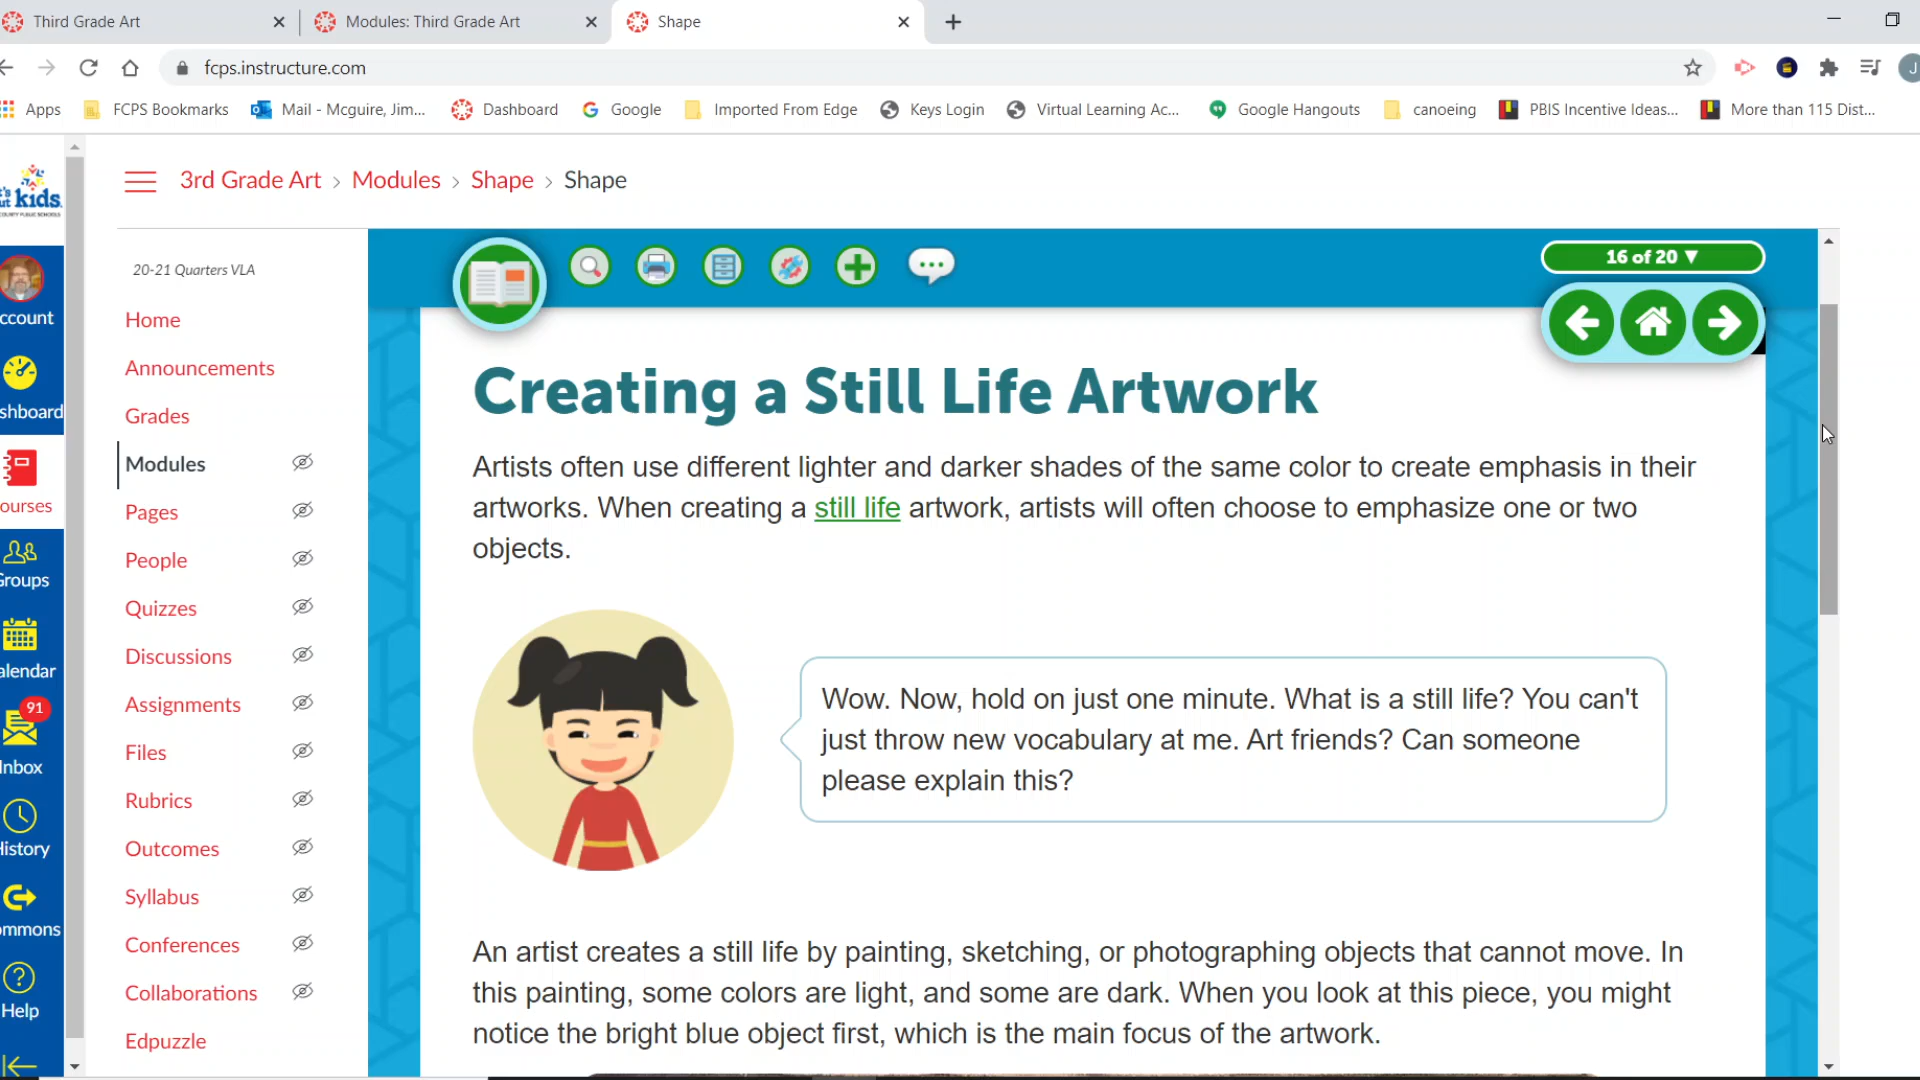 Third Grade Art
Modules: Third Grade Art
Shape
fcps.instructure.com
J
Apps
FCPS Bookmarks
Mail - Mcguire, Jim...
Dashboard
Google
Imported From Edge
Keys Login
Virtual Learning Ac...
Google Hangouts
canoeing
PBIS Incentive Ideas...
More than 115 Dist...
3rd Grade Art > Modules > Shape > Shape
kids
20-21 Quarters VLA
Home
Announcements
Grades
Modules
Pages
People
Quizzes
Discussions
Assignments
Files
Rubrics
Outcomes
Syllabus
Conferences
Collaborations
Edpuzzle
ccount
shboard
ourses
Groups
alendar
91
Inbox
History
ommons
Help
16 of 20 ▼
Creating a Still Life Artwork
Artists often use different lighter and darker shades of the same color to create emphasis in their
artworks. When creating a still life artwork, artists will often choose to emphasize one or two
objects.
Wow. Now, hold on just one minute. What is a still life? You can't
just throw new vocabulary at me. Art friends? Can someone
please explain this?
An artist creates a still life by painting, sketching, or photographing objects that cannot move. In
this painting, some colors are light, and some are dark. When you look at this piece, you might
notice the bright blue object first, which is the main focus of the artwork.